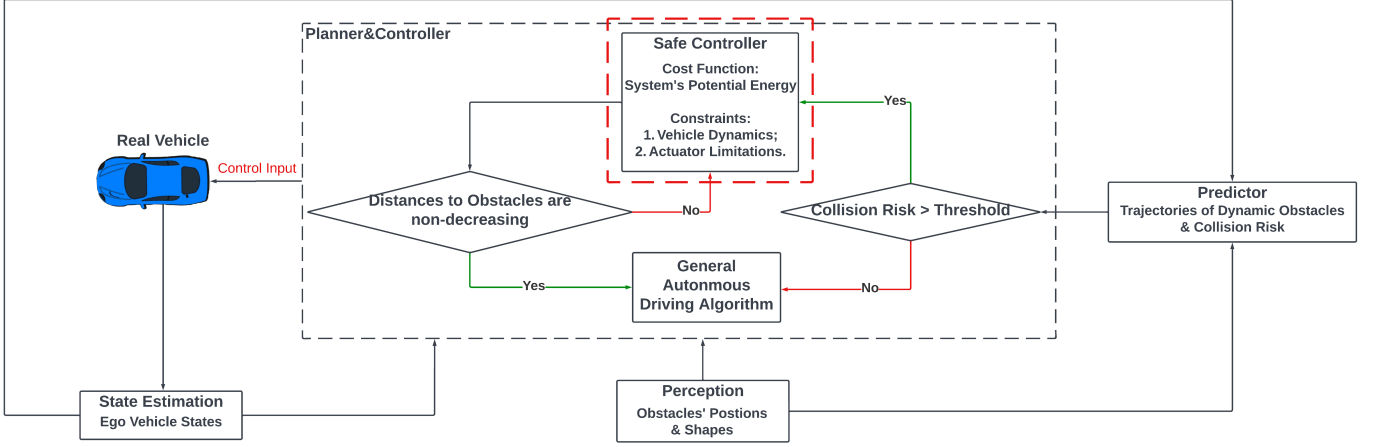 Planner&Controller
Safe Controller
Cost Function:
System's Potential Energy
Constraints:
1. Vehicle Dynamics;
2. Actuator Limitations.
Yes
Real Vehicle
Control Input
Distances to Obstacles are
non-decreasing
No
Collision Risk > Threshold
Predictor
Trajectories of Dynamic Obstacles
& Collision Risk
Yes
General
Autonmous
Driving Algorithm
No
State Estimation
Ego Vehicle States
Perception
Obstacles' Postions
& Shapes